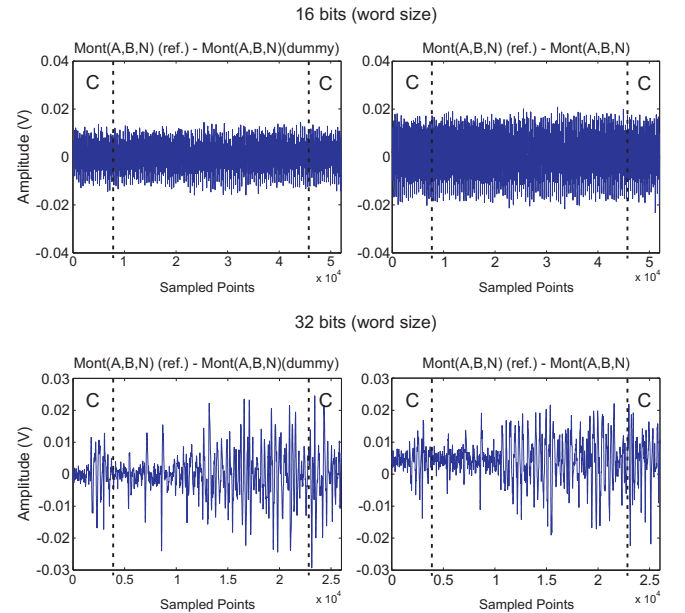 16 bits (word size)
Mont(A,B,N) (ref.) - Mont(A,B,N)(dummy)
Mont(A,B,N) (ref.) - Mont(A,B,N)
0.04
0.02
0
-0.02
-0.04
Amplitude (V)
C
C
0 1 2 3 4 5
x 10^4
Sampled Points
0.04
0.02
0
-0.02
-0.04
C
C
0 1 2 3 4 5
x 10^4
Sampled Points
32 bits (word size)
Mont(A,B,N) (ref.) - Mont(A,B,N)(dummy)
Mont(A,B,N) (ref.) - Mont(A,B,N)
0.03
0.02
0.01
0
-0.01
-0.02
-0.03
Amplitude (V)
C
C
0 0.5 1 1.5 2 2.5
x 10^4
Sampled Points
0.03
0.02
0.01
0
-0.01
-0.02
-0.03
C
C
0 0.5 1 1.5 2 2.5
x 10^4
Sampled Points